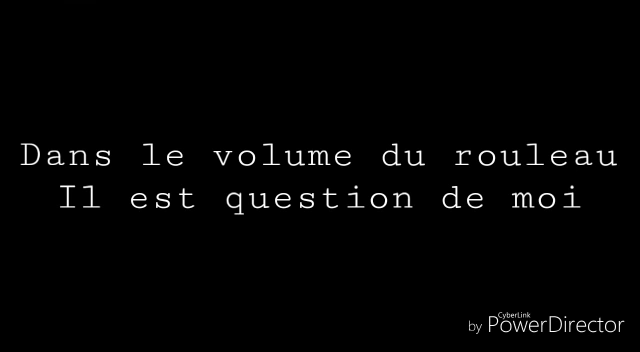 Dans le volume du rouleau
Il est question de moi
CyberLink
by PowerDirector